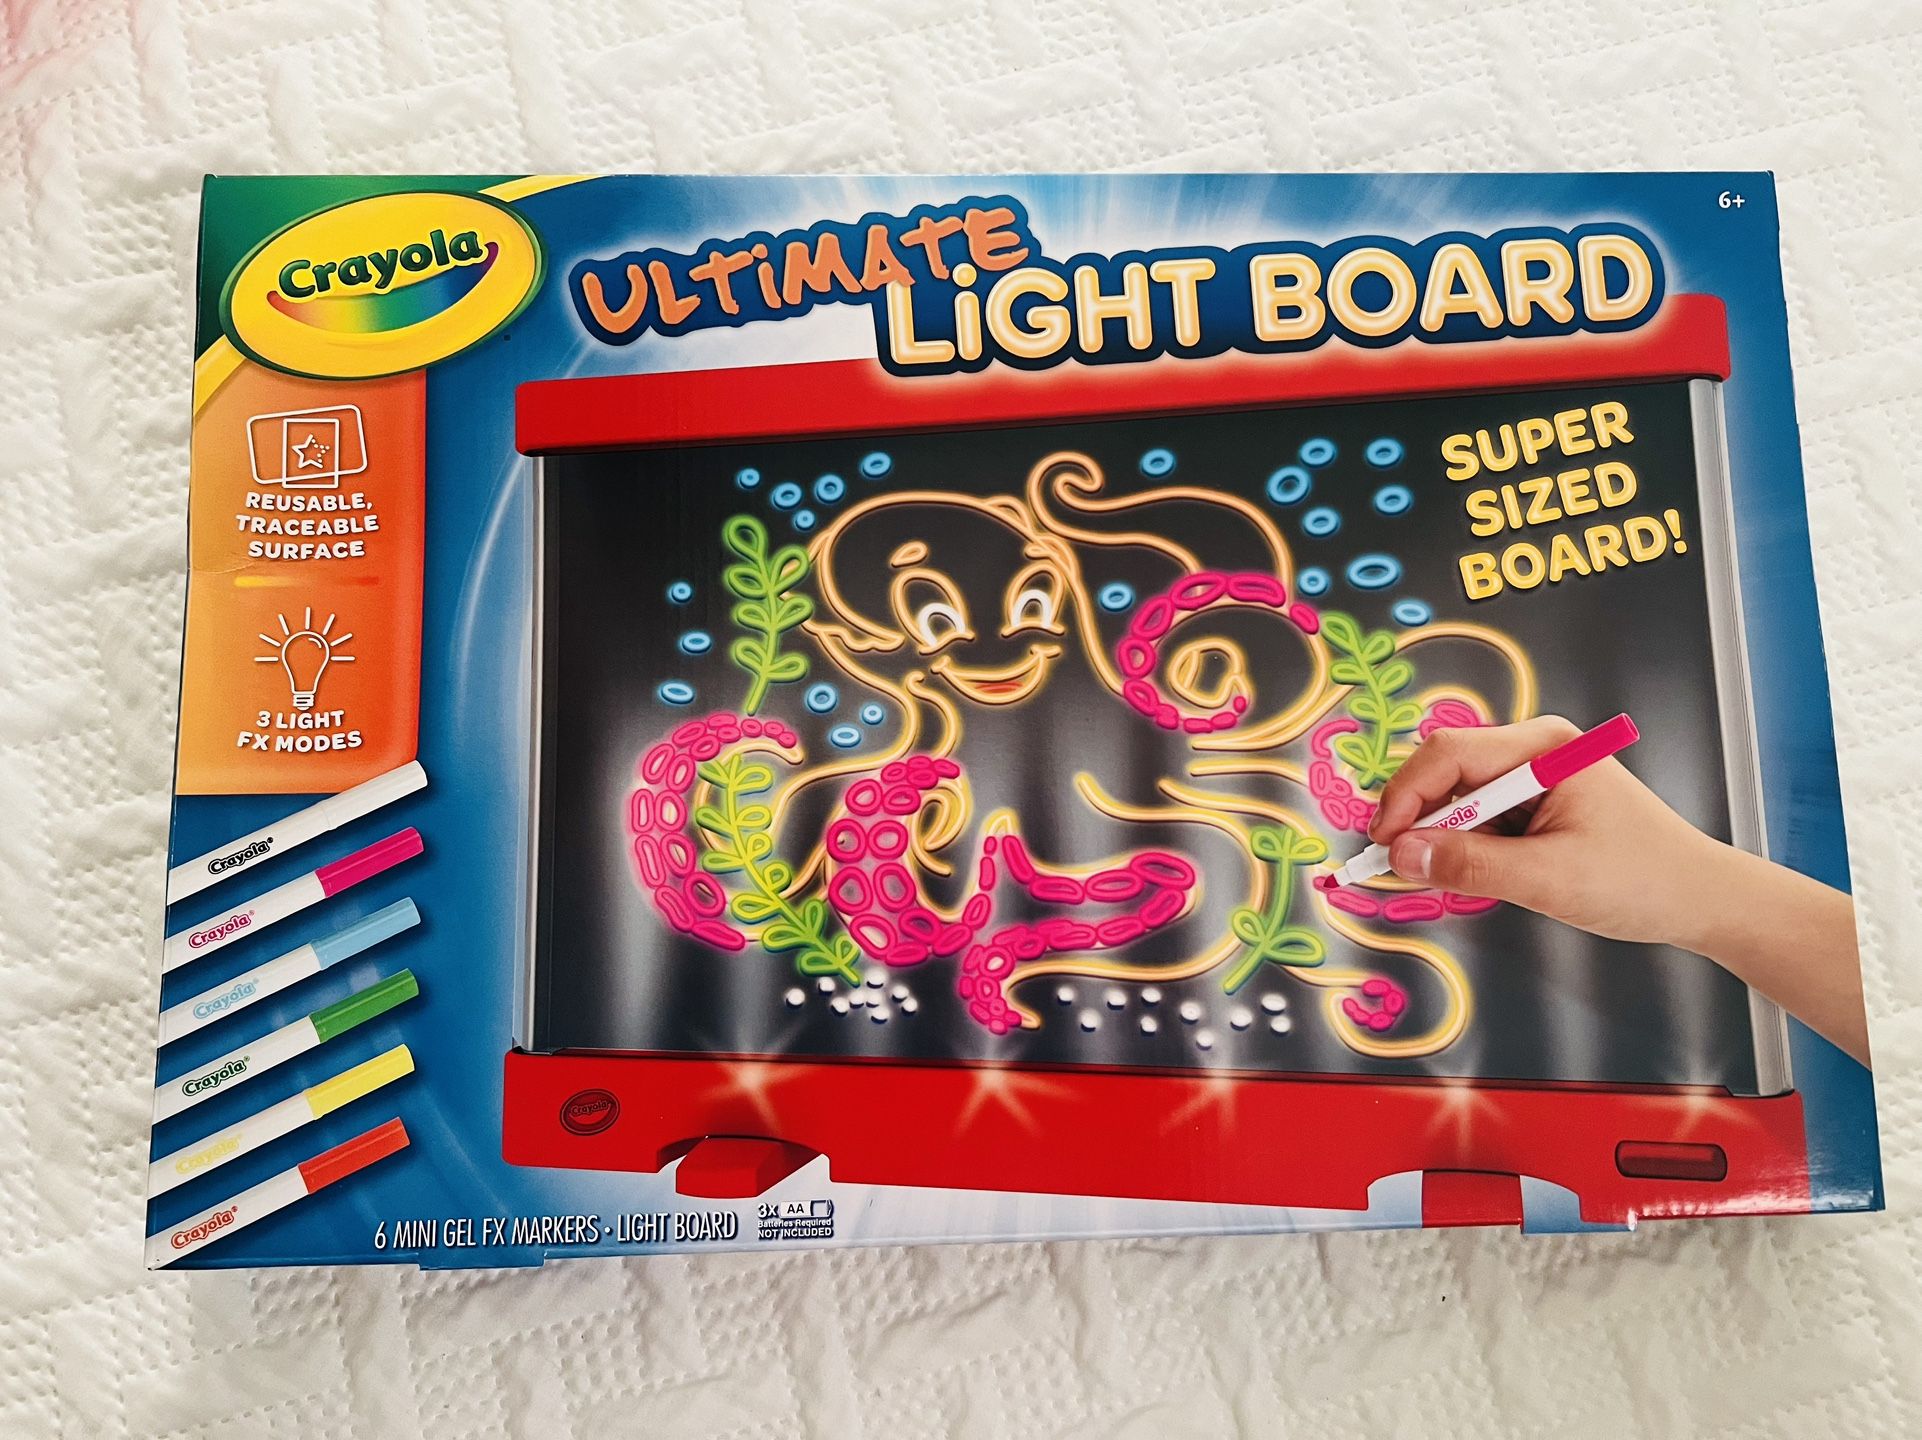 Crayola
ULTiMATE
LiGHT BOARD
6+
SUPER
SIZED
BOARD!
REUSABLE,
TRACEABLE
SURFACE
3 LIGHT
FX MODES
Crayola®
Crayola®
Crayola®
Crayola®
Crayola®
Crayola®
Crayola
6 MINI GEL FX MARKERS • LIGHT BOARD
3X AA
Batteries Required
NOT INCLUDED